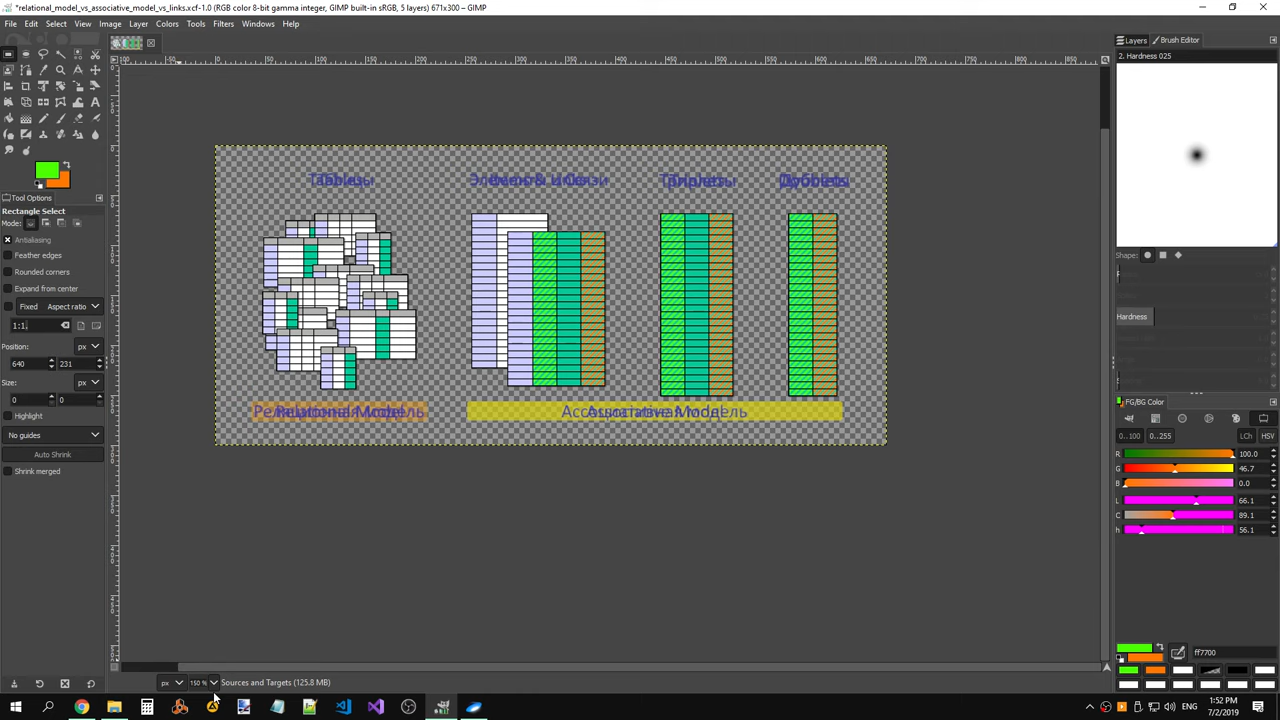 *relational_model_vs_associative_model_vs_links.xcf-1.0 (RGB color 8-bit gamma integer, GIMP built-in sRGB, 5 layers) 671x300 – GIMP
File Edit Select View Image Layer Colors Tools Filters Windows Help
Layers
Brush Editor
2. Hardness 025
Shape:
Hardness
Tool Options
Rectangle Select
Mode:
Antialiasing
Feather edges
Rounded corners
Expand from center
Fixed Aspect ratio
1:1
Position: px
640 231
Size: px
0 0
Highlight
No guides
Auto Shrink
Shrink merged
FG/BG Color
0..100 0..255 LCh HSV
R 100.0
G 46.7
B 0.0
L 66.1
C 89.1
h 56.1
ff7700
px 150 % Sources and Targets (125.8 MB)
1:52 PM
ENG 7/2/2019